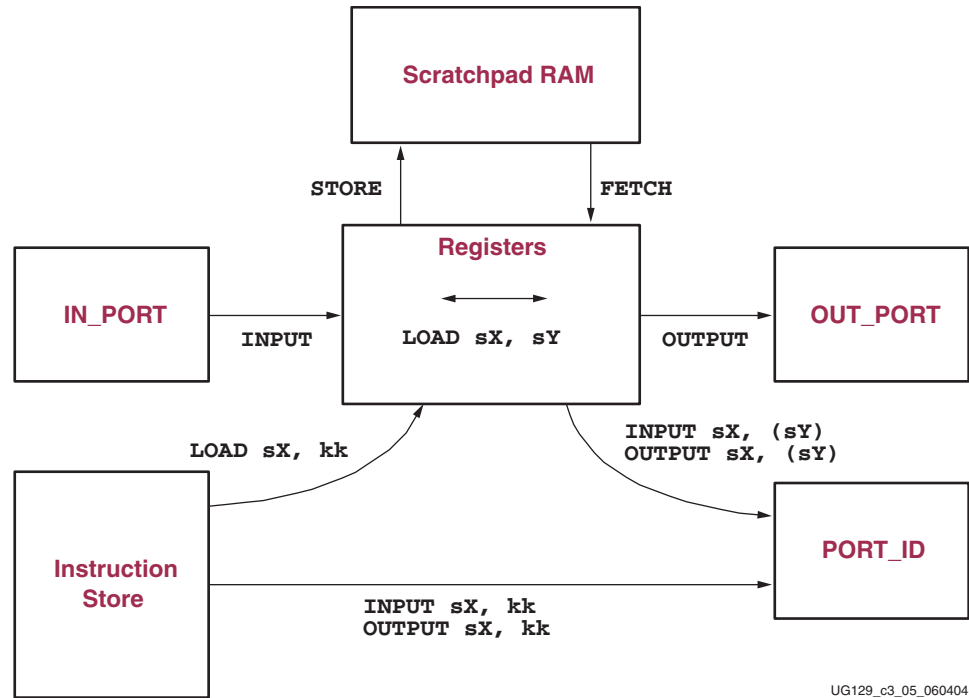 Scratchpad RAM
STORE
FETCH
Registers
IN_PORT
INPUT
LOAD sX, sY
OUTPUT
OUT_PORT
LOAD sX, kk
INPUT sX, (sY)
OUTPUT sX, (sY)
Instruction
Store
PORT_ID
INPUT sX, kk
OUTPUT sX, kk
UG129_c3_05_060404